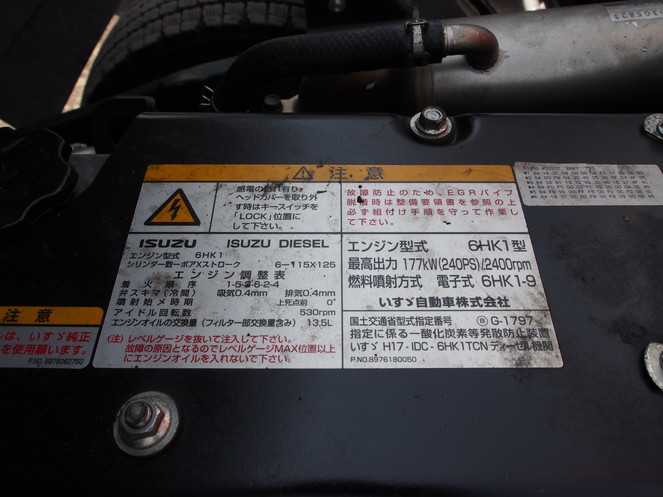 注 意
感電の恐れ有り。
ヘッドカバーを取り外
す時はキースイッチを
「LOCK」位置に
して下さい。
故障防止のため、EGRパイプ
脱着時は整備要領書を参照の上
必ず組付け手順を守って作業し
て下さい。
ISUZU ISUZU DIESEL
エンジン型式 6HK1
シリンダ数−ボアXストローク 6−115X125
エンジン調整表
着火順序 1-5-3-6-2-4
弁スキマ(冷間) 吸気0.4mm 排気0.4mm
噴射始メ時期 上死点前 0°
アイドル回転数 530rpm
エンジンオイルの交換量(フィルター部交換量含み) 13.5L
(注)レベルゲージを抜いて注入して下さい。
故障の原因となるのでレベルゲージMAX位置以上
にエンジンオイルを入れないで下さい。
エンジン型式 6HK1型
最高出力 177kW(240PS)/2400rpm
燃料噴射方式 電子式 6HK1-9
いすゞ自動車株式会社
国土交通省型式指定番号 G-1797
指定に係る一酸化炭素等発散防止装置
いすゞ H17-IDC-6HK1TCN ディーゼル機関
P.NO.8976180050
注意
は、いすゞ純正
を使用願います。
P.NO. 8976062750
305823